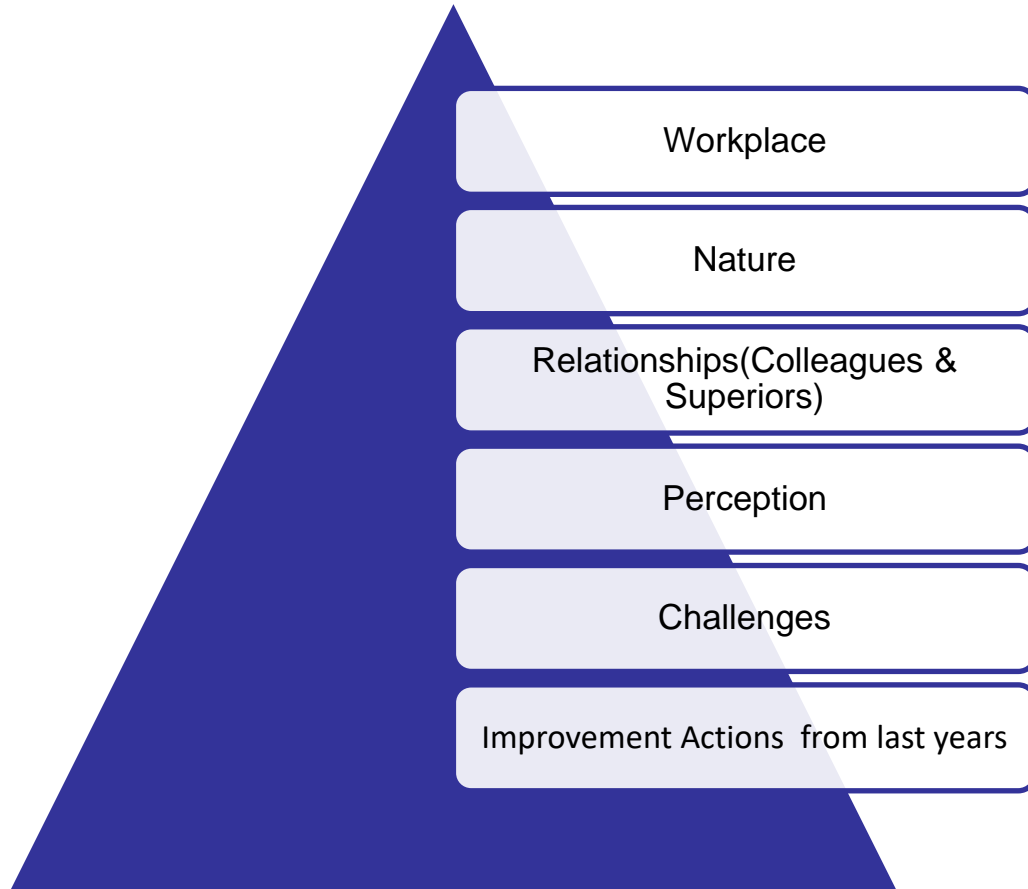 Workplace
Nature
Relationships(Colleagues &
Superiors)
Perception
Challenges
Improvement Actions  from last years